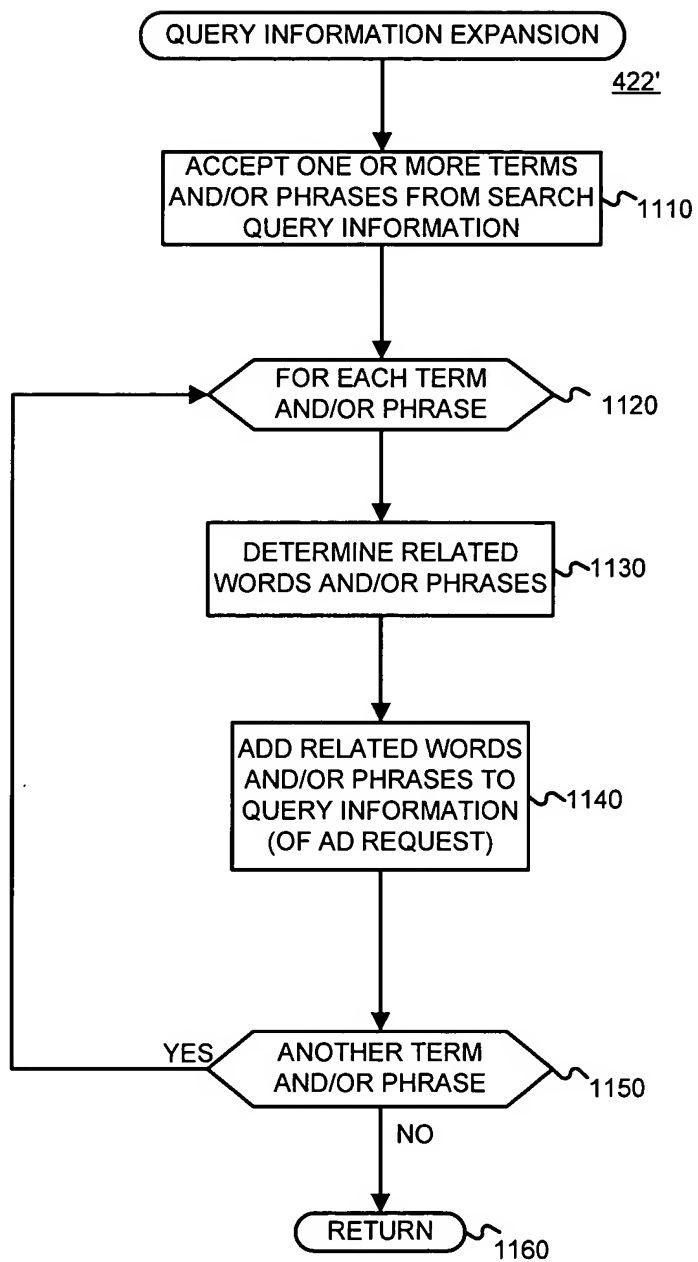 QUERY INFORMATION EXPANSION
422'
ACCEPT ONE OR MORE TERMS
AND/OR PHRASES FROM SEARCH
QUERY INFORMATION
1110
FOR EACH TERM
AND/OR PHRASE
1120
DETERMINE RELATED
WORDS AND/OR PHRASES
1130
ADD RELATED WORDS
AND/OR PHRASES TO
QUERY INFORMATION
(OF AD REQUEST)
1140
YES
ANOTHER TERM
AND/OR PHRASE
1150
NO
RETURN
1160